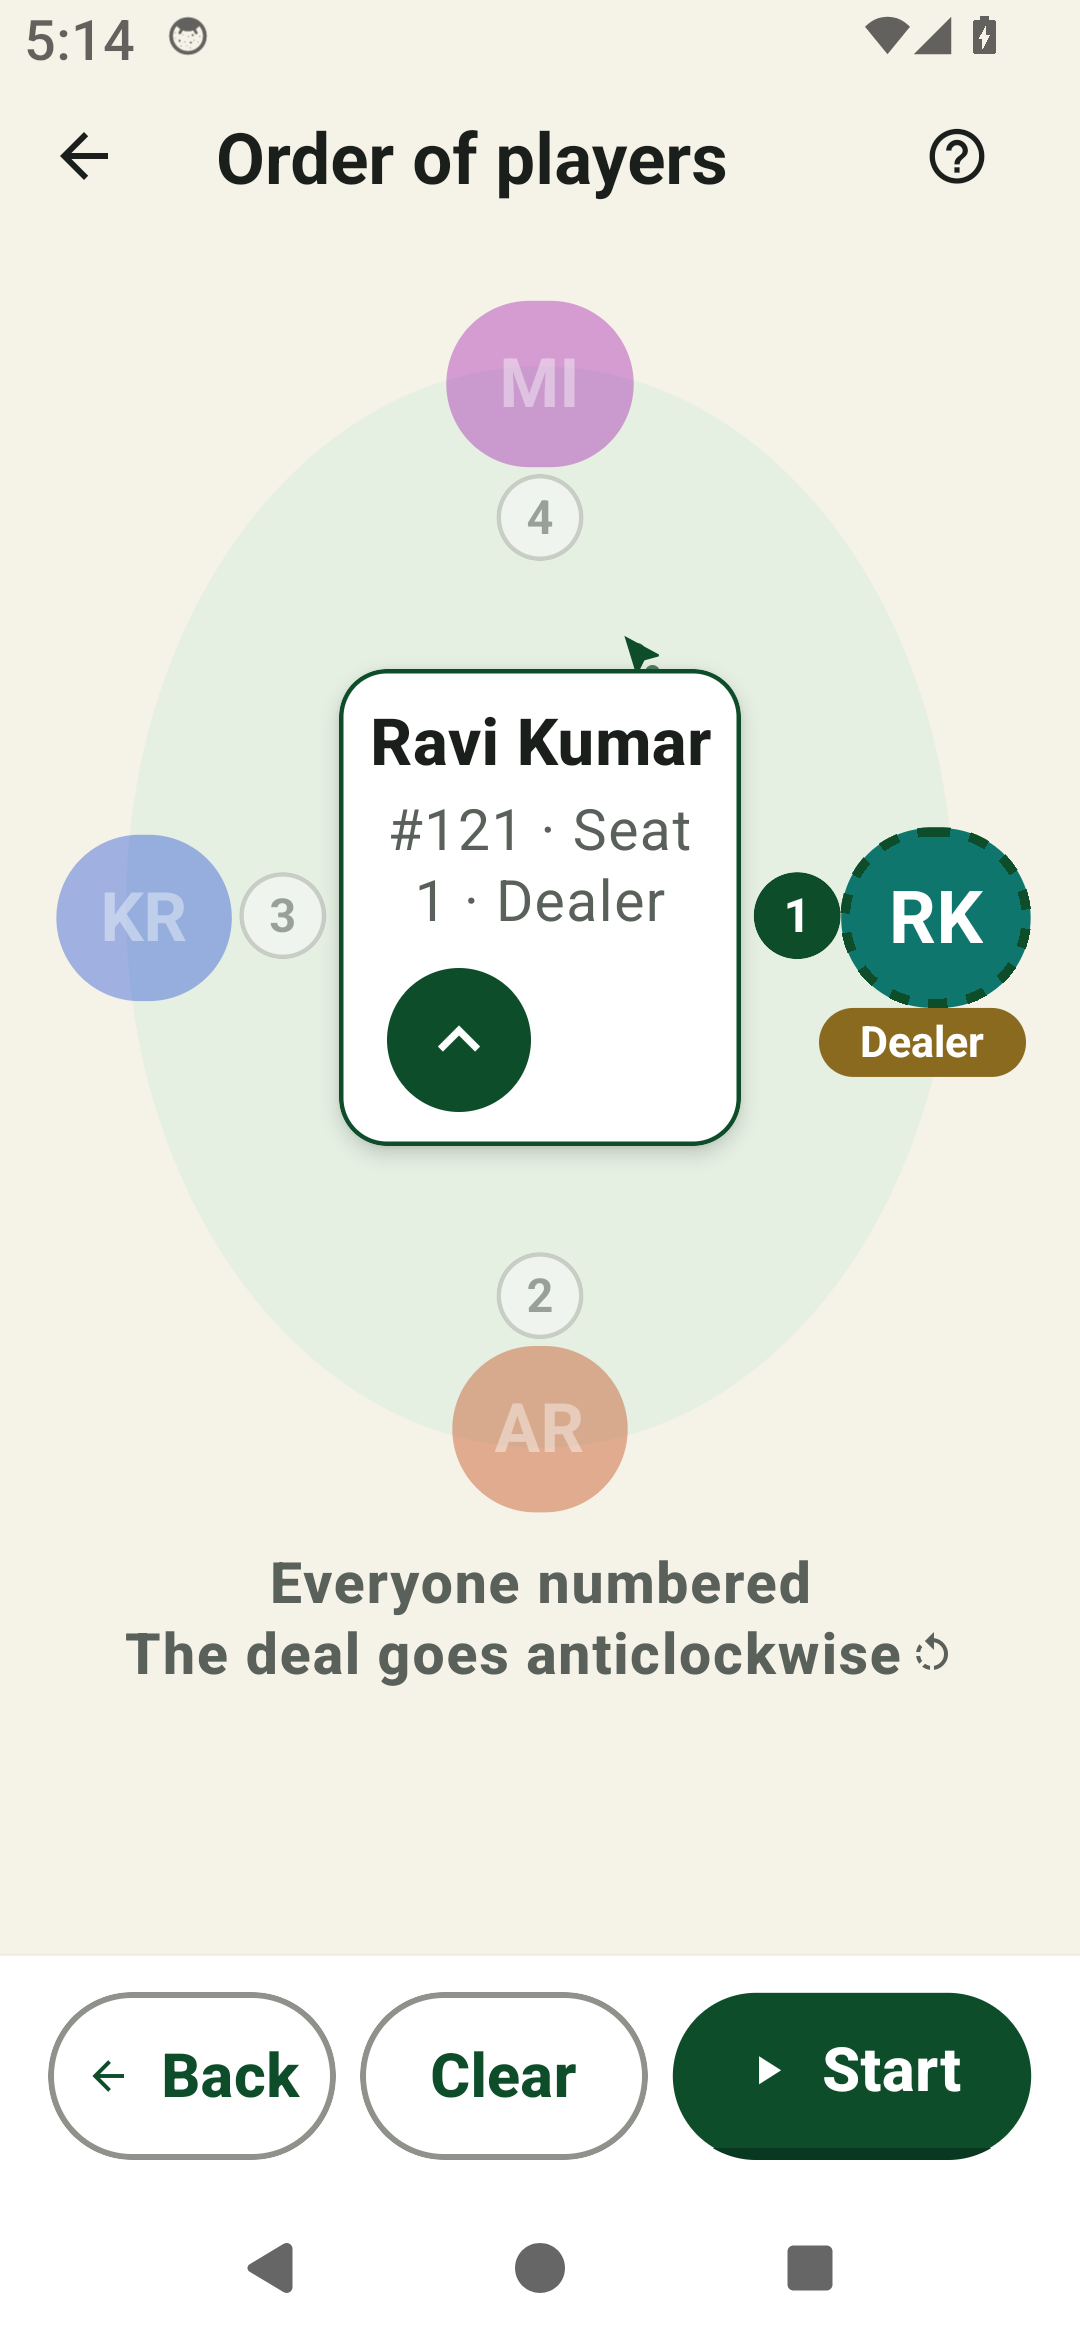 5:14
Order of players
MI
4
Ravi Kumar
#121 · Seat
1 · Dealer
KR
3
1
RK
Dealer
2
AR
Everyone numbered
The deal goes anticlockwise
Back
Clear
Start